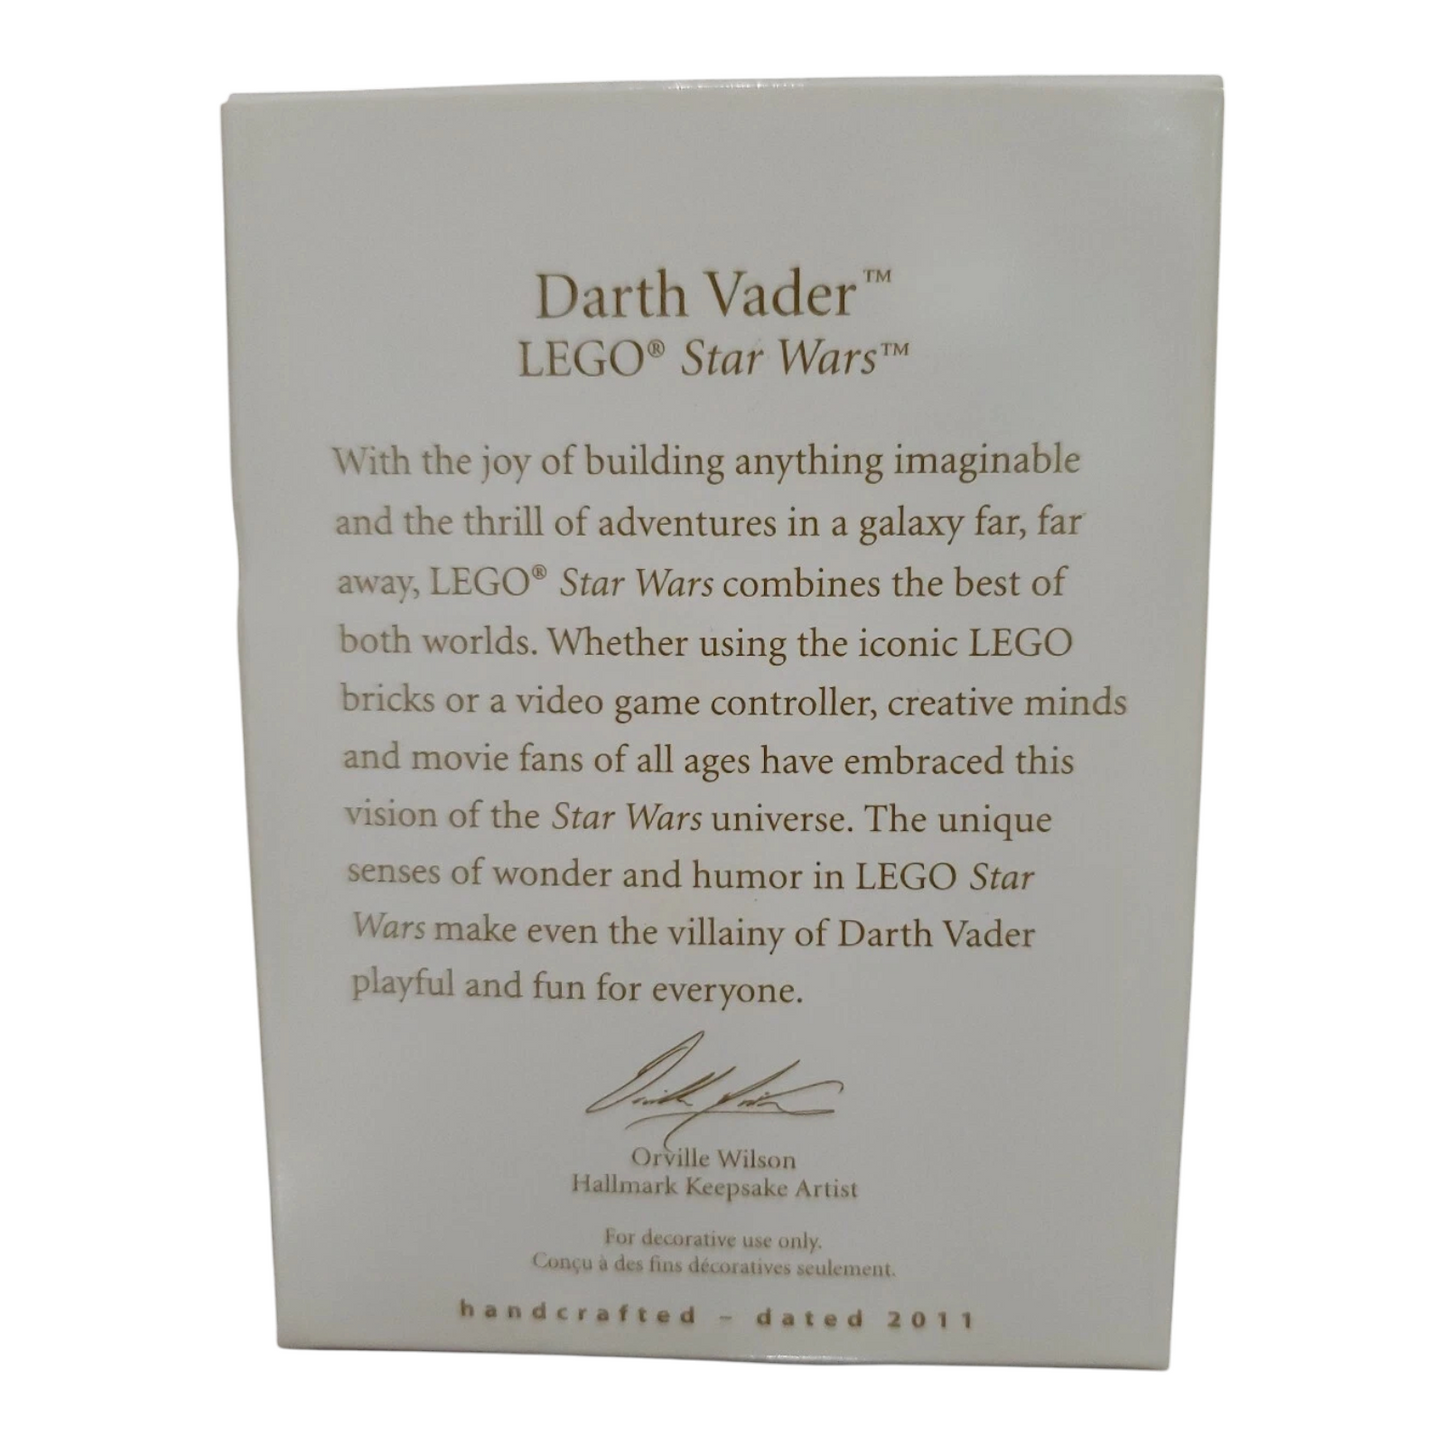 Darth Vader™
LEGO® Star Wars™
With the joy of building anything imaginable
and the thrill of adventures in a galaxy far, far
away, LEGO® Star Wars combines the best of
both worlds. Whether using the iconic LEGO
bricks or a video game controller, creative minds
and movie fans of all ages have embraced this
vision of the Star Wars universe. The unique
senses of wonder and humor in LEGO Star
Wars make even the villainy of Darth Vader
playful and fun for everyone.
Orville Wilson
Hallmark Keepsake Artist
For decorative use only.
Conçu à des fins décoratives seulement.
handcrafted – dated 2011